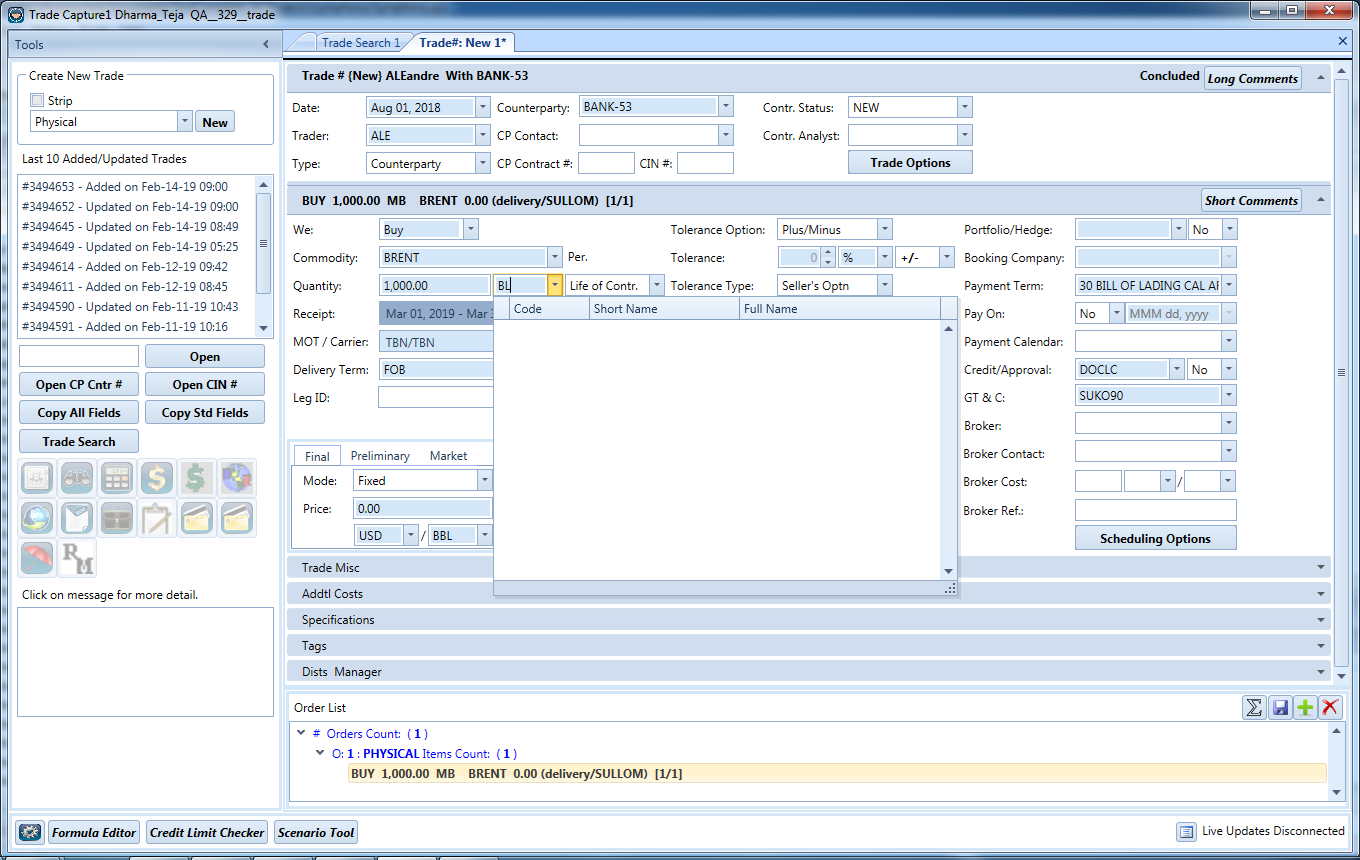 Trade Capture1 Dharma_Teja QA__329__trade
Tools
Create New Trade
Strip
Physical New
Last 10 Added/Updated Trades
#3494653 - Added on Feb-14-19 09:00
#3494652 - Updated on Feb-14-19 09:00
#3494645 - Updated on Feb-14-19 08:49
#3494649 - Updated on Feb-14-19 05:25
#3494614 - Added on Feb-12-19 09:42
#3494611 - Added on Feb-12-19 08:45
#3494590 - Updated on Feb-11-19 10:43
#3494591 - Added on Feb-11-19 10:16
Open
Open CP Cntr # Open CIN #
Copy All Fields Copy Std Fields
Trade Search
RM
Click on message for more detail.
Trade Search 1 Trade#: New 1*
Trade # {New} ALEandre With BANK-53 Concluded Long Comments
Date: Aug 01, 2018 Counterparty: BANK-53 Contr. Status: NEW
Trader: ALE CP Contact: Contr. Analyst:
Type: Counterparty CP Contract #: CIN #: Trade Options
BUY 1,000.00 MB BRENT 0.00 (delivery/SULLOM) [1/1] Short Comments
We: Buy Tolerance Option: Plus/Minus Portfolio/Hedge: No
Commodity: BRENT Per. Tolerance: 0 % +/- Booking Company:
Quantity: 1,000.00 BL Life of Contr. Tolerance Type: Seller's Optn Payment Term: 30 BILL OF LADING CAL AF
Receipt: Mar 01, 2019 - Mar 3 Code Short Name Full Name Pay On: No MMM dd, yyyy
MOT / Carrier: TBN/TBN Payment Calendar:
Delivery Term: FOB Credit/Approval: DOCLC No
Leg ID: GT & C: SUKO90
Broker:
Final Preliminary Market Broker Contact:
Mode: Fixed Broker Cost: /
Price: 0.00 Broker Ref.:
USD / BBL Scheduling Options
Trade Misc
Addtl Costs
Specifications
Tags
Dists Manager
Order List
# Orders Count: ( 1 )
O: 1 : PHYSICAL Items Count: ( 1 )
BUY 1,000.00 MB BRENT 0.00 (delivery/SULLOM) [1/1]
Formula Editor Credit Limit Checker Scenario Tool Live Updates Disconnected